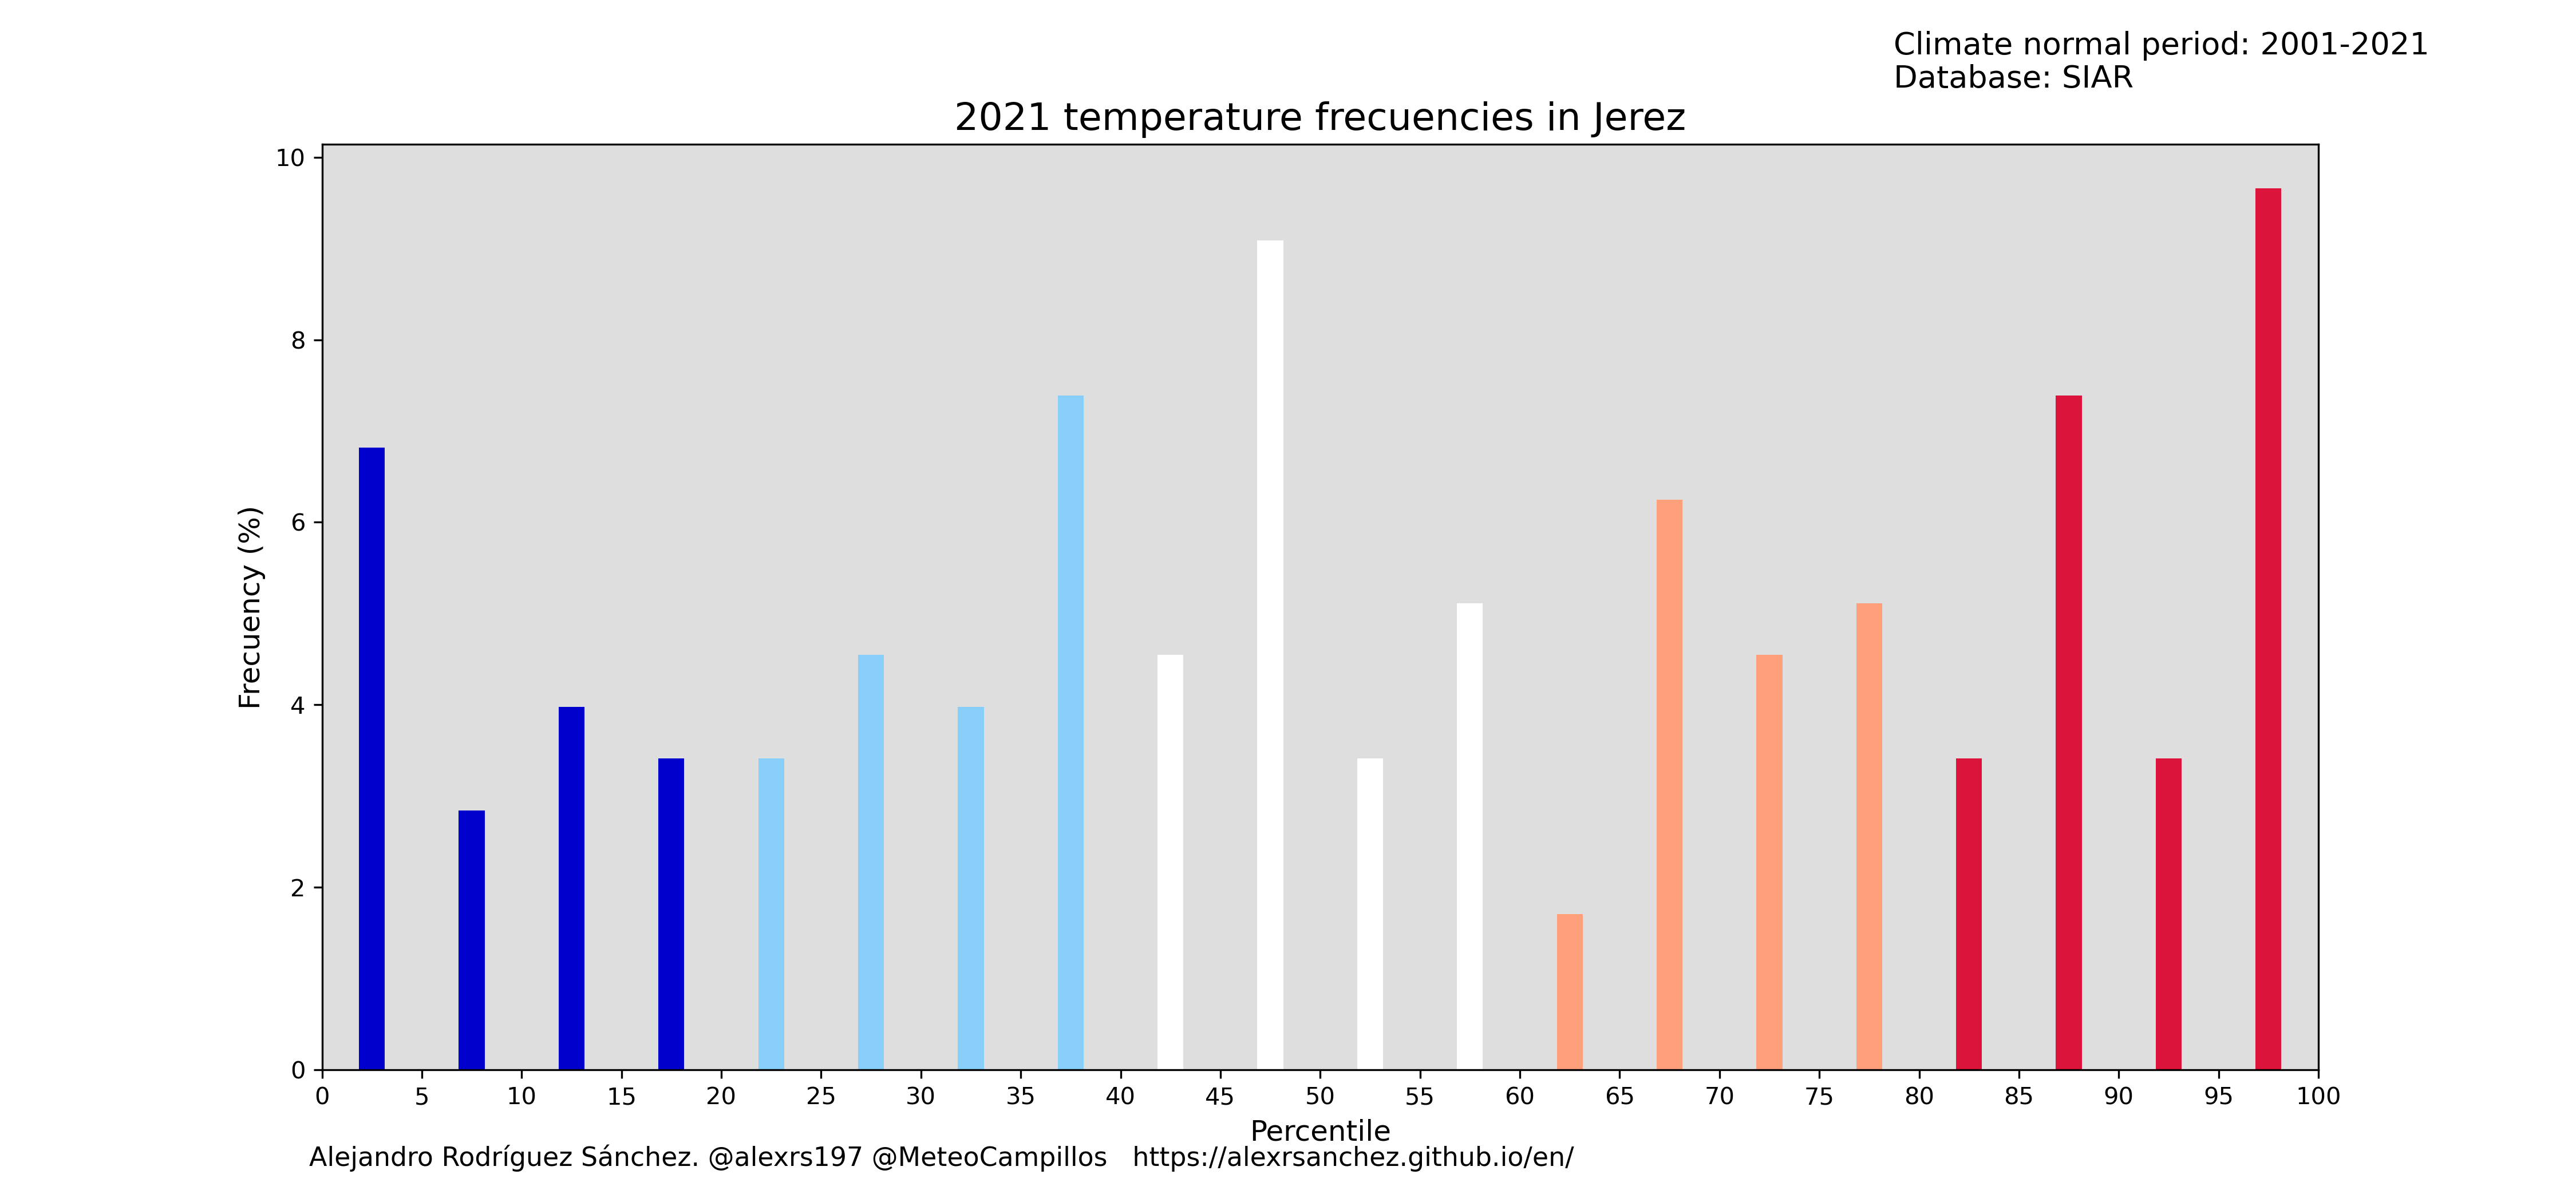 Climate normal period: 2001-2021
Database: SIAR
2021 temperature frecuencies in Jerez
10
8
6
4
2
0
Frecuency (%)
0 5 10 15 20 25 30 35 40 45 50 55 60 65 70 75 80 85 90 95 100
Percentile
Alejandro Rodríguez Sánchez. @alexrs197 @MeteoCampillos https://alexrsanchez.github.io/en/